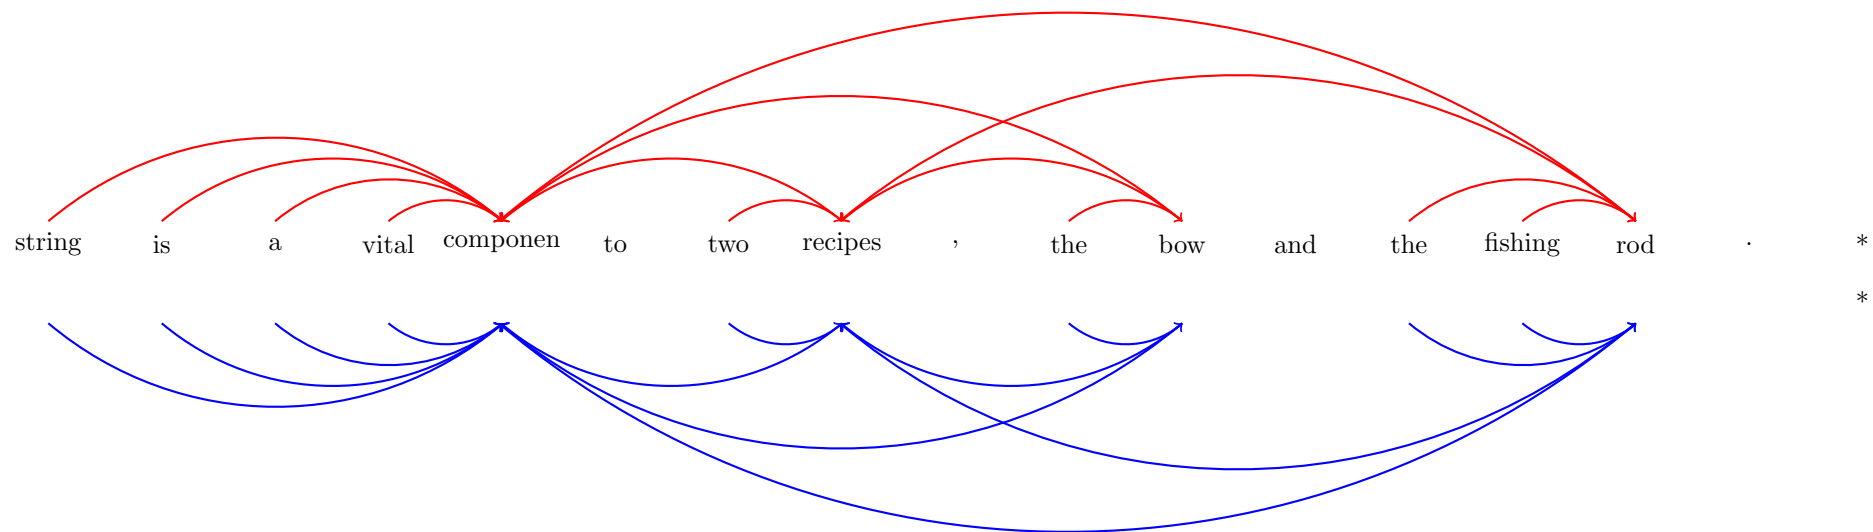 string is a vital componen to two recipes , the bow and the fishing rod . *
*